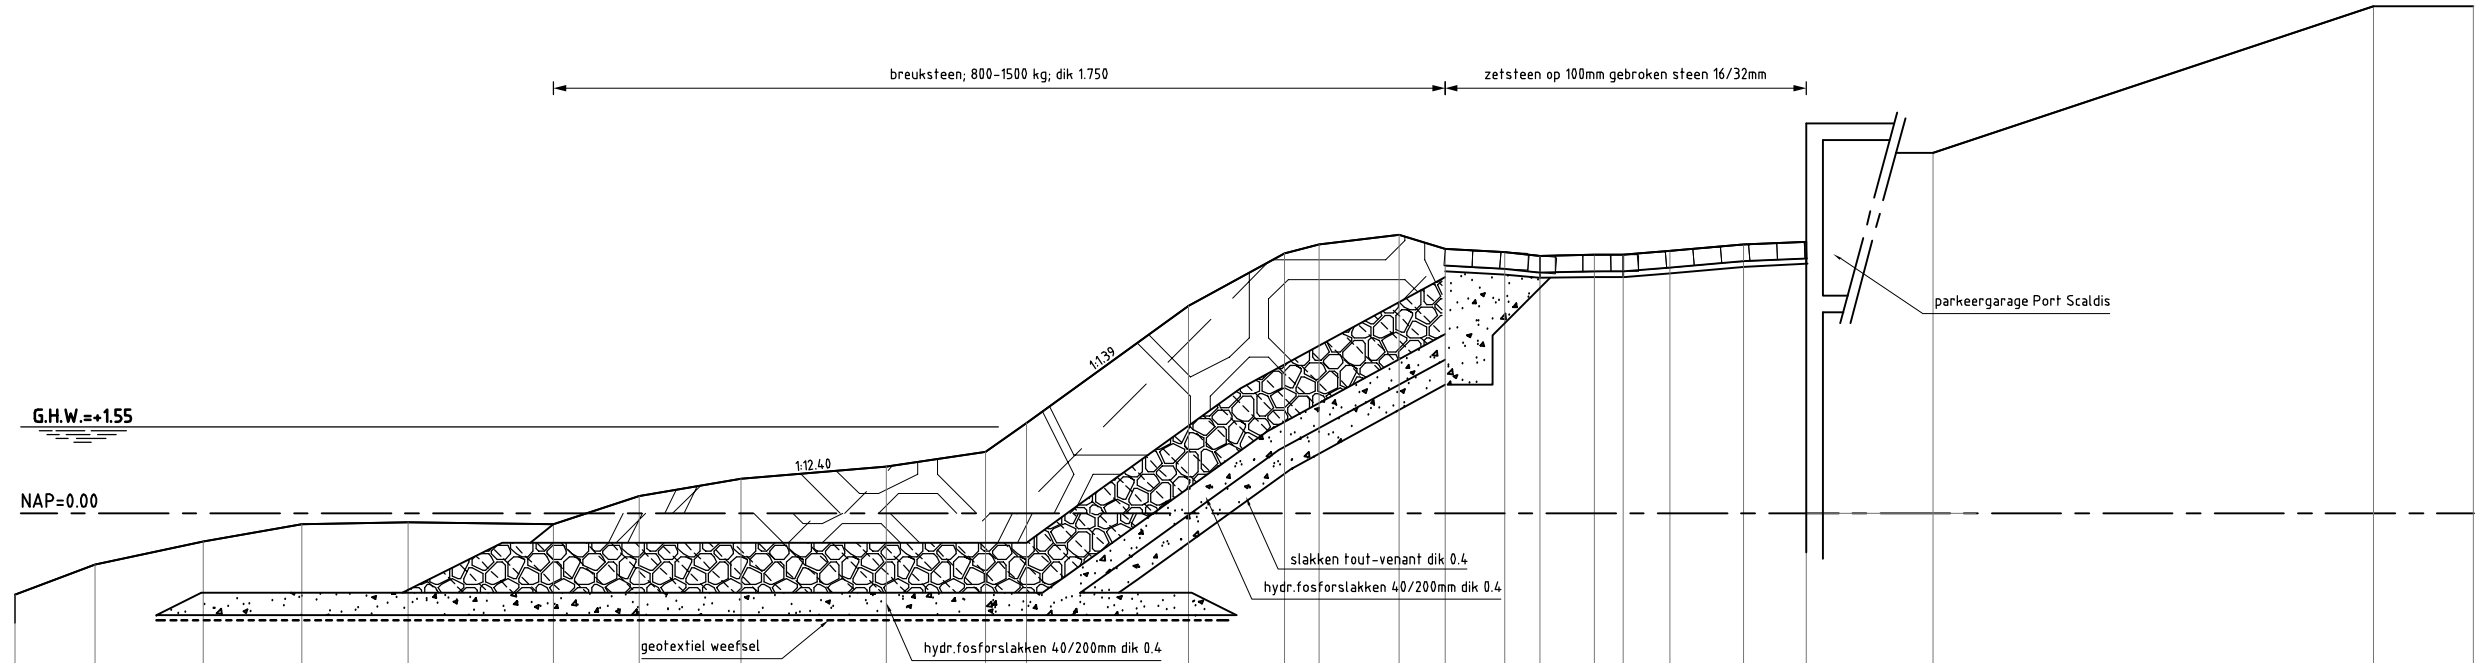 breuksteen; 800-1500 kg; dik 1.750
zetsteen op 100mm gebroken steen 16/32mm
parkeergarage Port Scaldis
1:1.39
G.H.W.=+1.55
1:12.40
NAP=0.00
slakken tout-venant dik 0.4
hydr.fosforslakken 40/200mm dik 0.4
geotextiel weefsel
hydr.fosforslakken 40/200mm dik 0.4